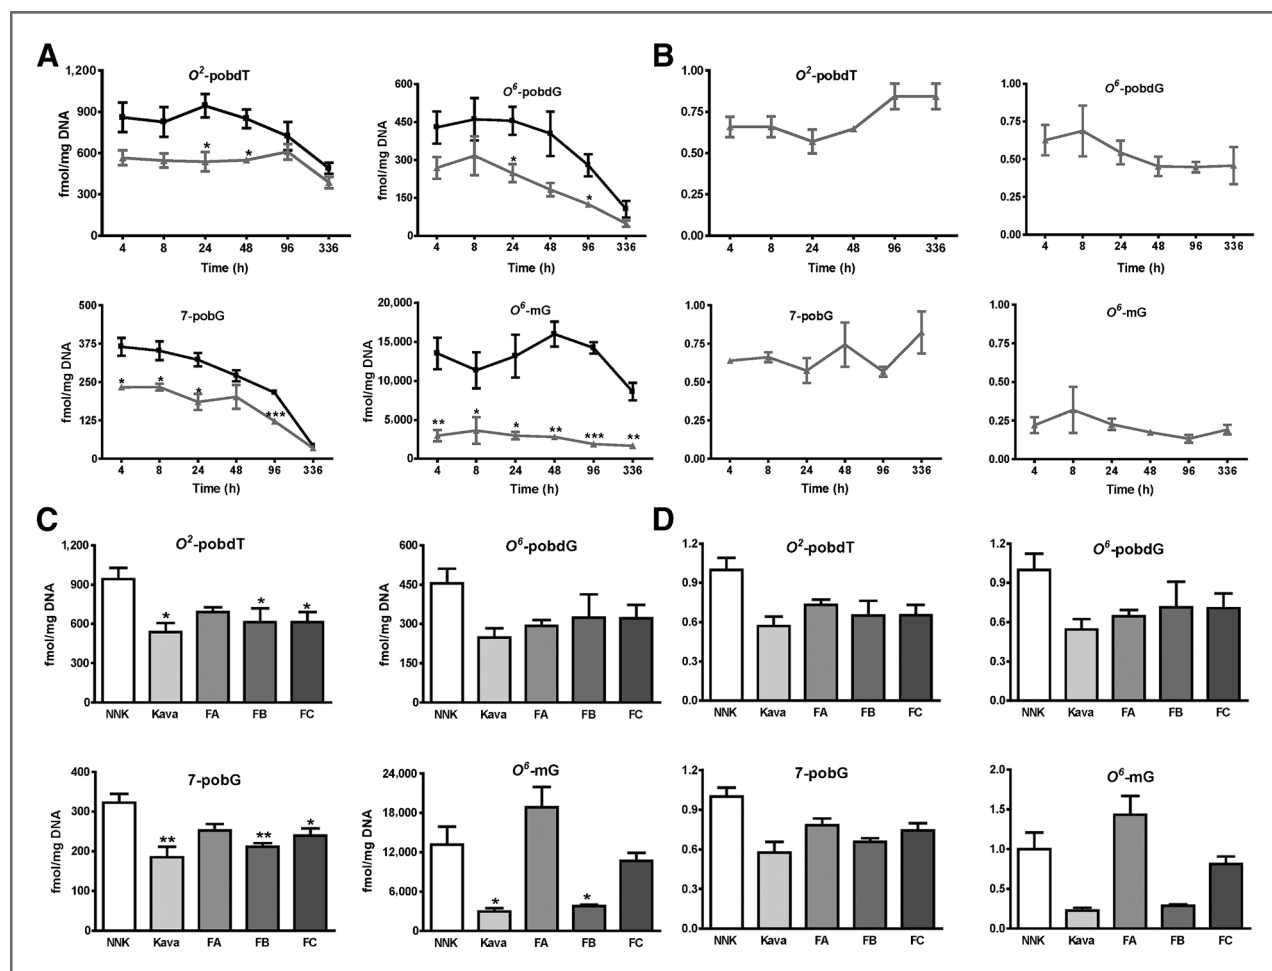 A
O²-pobdT
fmol/mg DNA
1,200
900
600
300
0
*
*
4 8 24 48 96 336
Time (h)
O⁶-pobdG
fmol/mg DNA
600
450
300
150
0
*
*
4 8 24 48 96 336
Time (h)
7-pobG
fmol/mg DNA
500
375
250
125
0
* * * ***
4 8 24 48 96 336
Time (h)
O⁶-mG
fmol/mg DNA
20,000
15,000
10,000
5,000
0
** * * ** *** **
4 8 24 48 96 336
Time (h)
B
O²-pobdT
1.00
0.75
0.50
0.25
0.00
4 8 24 48 96 336
Time (h)
O⁶-pobdG
1.00
0.75
0.50
0.25
0.00
4 8 24 48 96 336
Time (h)
7-pobG
1.00
0.75
0.50
0.25
0.00
4 8 24 48 96 336
Time (h)
O⁶-mG
1.00
0.75
0.50
0.25
0.00
4 8 24 48 96 336
Time (h)
C
O²-pobdT
fmol/mg DNA
1,200
900
600
300
0
* * *
NNK Kava FA FB FC
O⁶-pobdG
fmol/mg DNA
600
450
300
150
0
NNK Kava FA FB FC
7-pobG
fmol/mg DNA
400
300
200
100
0
** ** *
NNK Kava FA FB FC
O⁶-mG
fmol/mg DNA
24,000
18,000
12,000
6,000
0
* *
NNK Kava FA FB FC
D
O²-pobdT
1.2
0.9
0.6
0.3
0.0
NNK Kava FA FB FC
O⁶-pobdG
1.2
0.9
0.6
0.3
0.0
NNK Kava FA FB FC
7-pobG
1.2
0.9
0.6
0.3
0.0
NNK Kava FA FB FC
O⁶-mG
2.0
1.5
1.0
0.5
0.0
NNK Kava FA FB FC